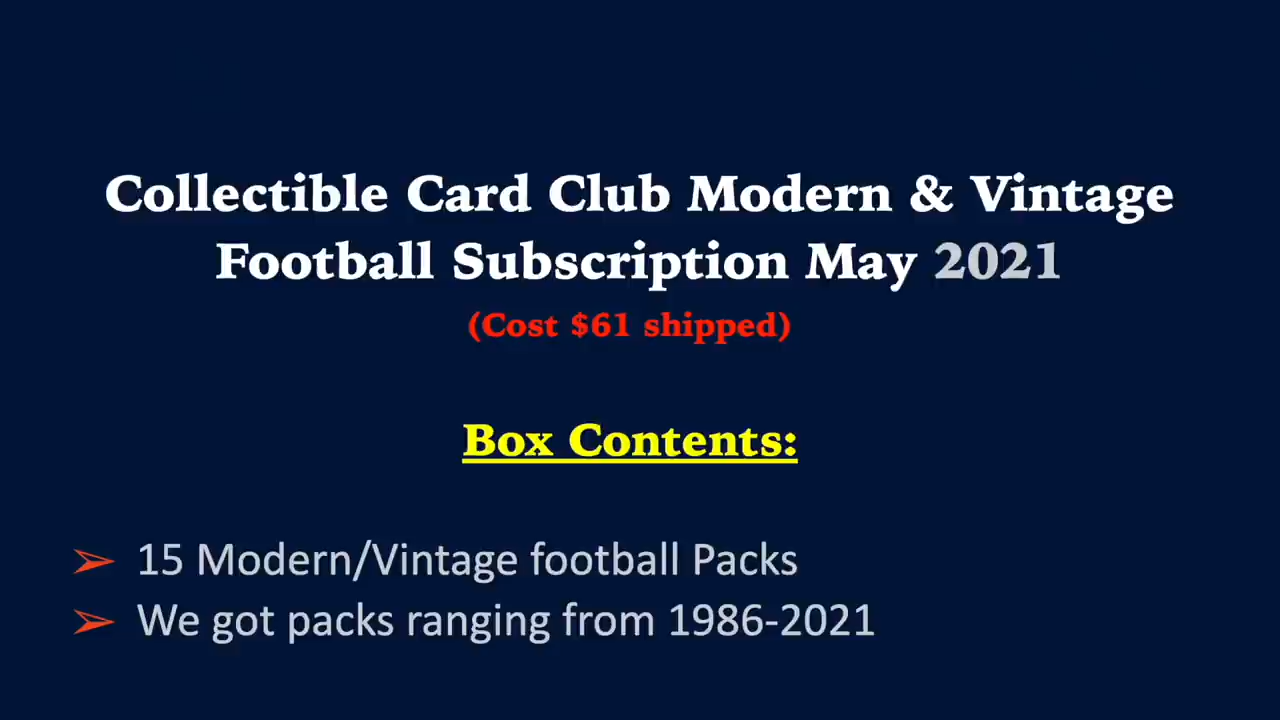 Collectible Card Club Modern & Vintage
Football Subscription May 2021
(Cost $61 shipped)
Box Contents:
➢ 15 Modern/Vintage football Packs
➢ We got packs ranging from 1986-2021